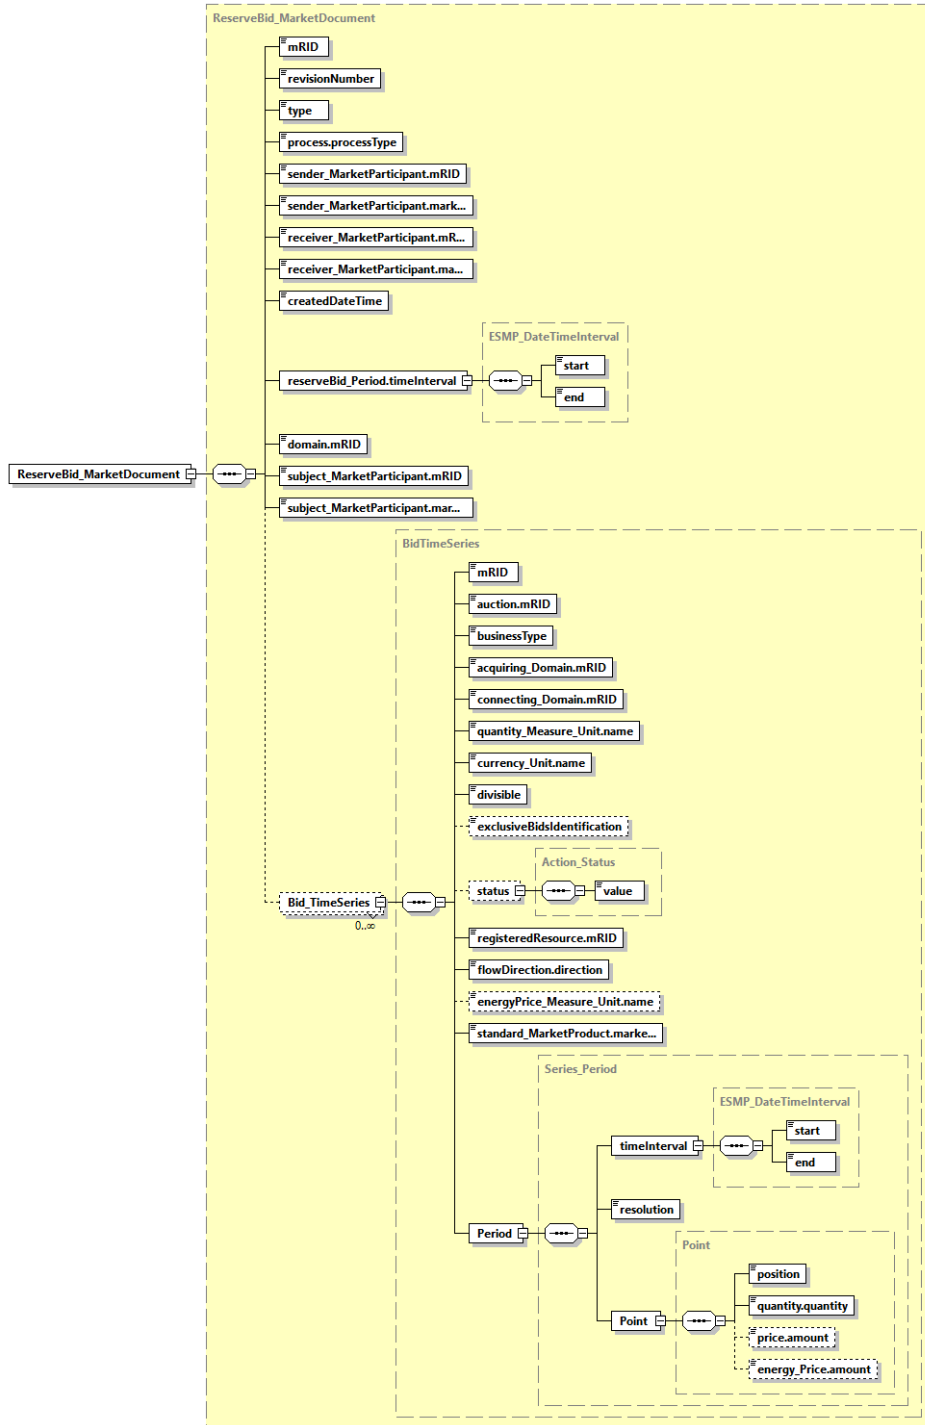 ReserveBid_MarketDocument
mRID
revisionNumber
type
process.processType
sender_MarketParticipant.mRID
sender_MarketParticipant.mark...
receiver_MarketParticipant.mR...
receiver_MarketParticipant.ma...
createdDateTime
ESMP_DateTimeInterval
start
reserveBid_Period.timeInterval
end
domain.mRID
ReserveBid_MarketDocument
subject_MarketParticipant.mRID
subject_MarketParticipant.mar...
BidTimeSeries
mRID
auction.mRID
businessType
acquiring_Domain.mRID
connecting_Domain.mRID
quantity_Measure_Unit.name
currency_Unit.name
divisible
exclusiveBidsIdentification
Action_Status
status
value
Bid_TimeSeries
0..∞
registeredResource.mRID
flowDirection.direction
energyPrice_Measure_Unit.name
standard_MarketProduct.marke...
Series_Period
ESMP_DateTimeInterval
start
timeInterval
end
resolution
Period
Point
position
quantity.quantity
Point
price.amount
energy_Price.amount